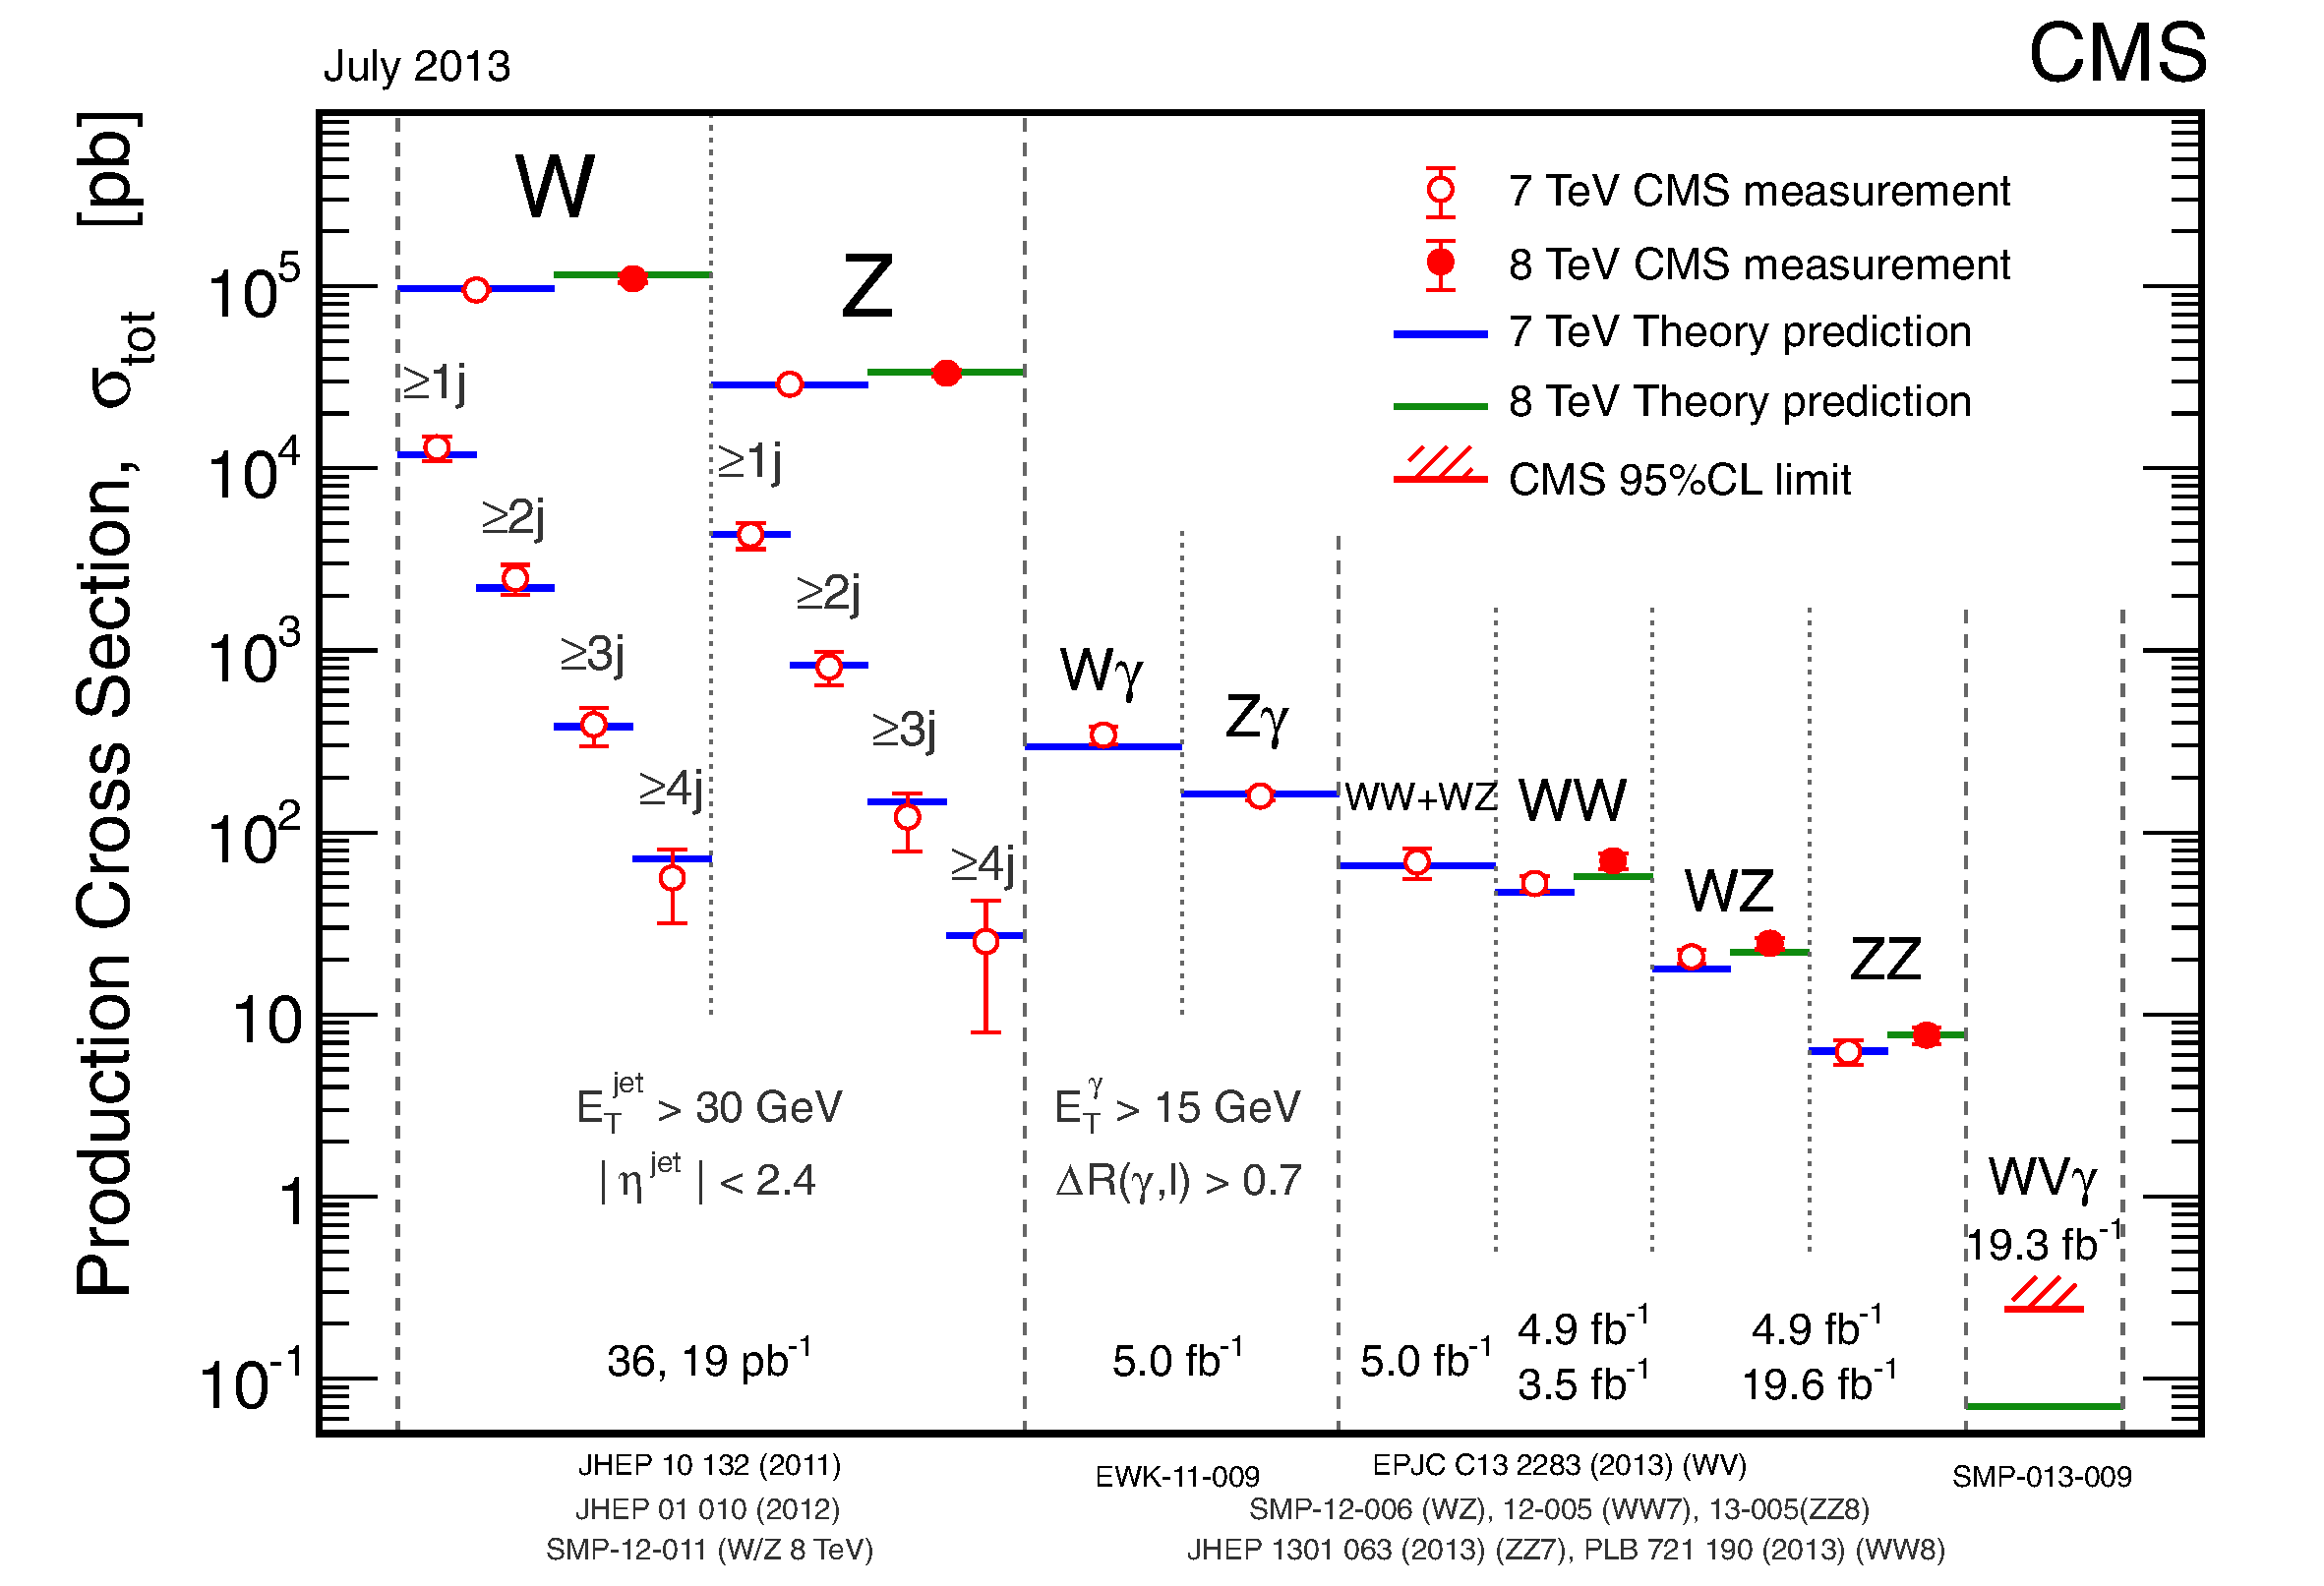 July 2013
CMS
Production Cross Section, σ_tot [pb]
10^5
10^4
10^3
10^2
10
1
10^-1
W
Z
7 TeV CMS measurement
8 TeV CMS measurement
7 TeV Theory prediction
8 TeV Theory prediction
CMS 95%CL limit
≥1j
≥2j
≥3j
≥4j
≥1j
≥2j
≥3j
≥4j
Wγ
Zγ
WW+WZ
WW
WZ
ZZ
WVγ
19.3 fb^-1
E_T^jet > 30 GeV
| η^jet | < 2.4
E_T^γ > 15 GeV
ΔR(γ,l) > 0.7
36, 19 pb^-1
5.0 fb^-1
5.0 fb^-1
4.9 fb^-1
3.5 fb^-1
4.9 fb^-1
19.6 fb^-1
JHEP 10 132 (2011)
JHEP 01 010 (2012)
SMP-12-011 (W/Z 8 TeV)
EWK-11-009
EPJC C13 2283 (2013) (WV)
SMP-12-006 (WZ), 12-005 (WW7), 13-005(ZZ8)
JHEP 1301 063 (2013) (ZZ7), PLB 721 190 (2013) (WW8)
SMP-013-009